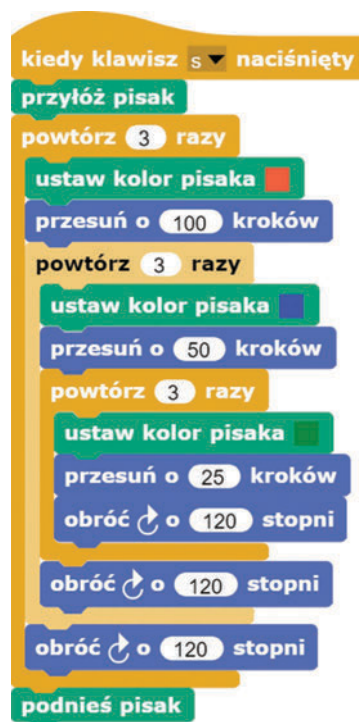 kiedy klawisz s naciśnięty
przyłóż pisak
powtórz 3 razy
ustaw kolor pisaka
przesuń o 100 kroków
powtórz 3 razy
ustaw kolor pisaka
przesuń o 50 kroków
powtórz 3 razy
ustaw kolor pisaka
przesuń o 25 kroków
obróć o 120 stopni
obróć o 120 stopni
obróć o 120 stopni
podnieś pisak